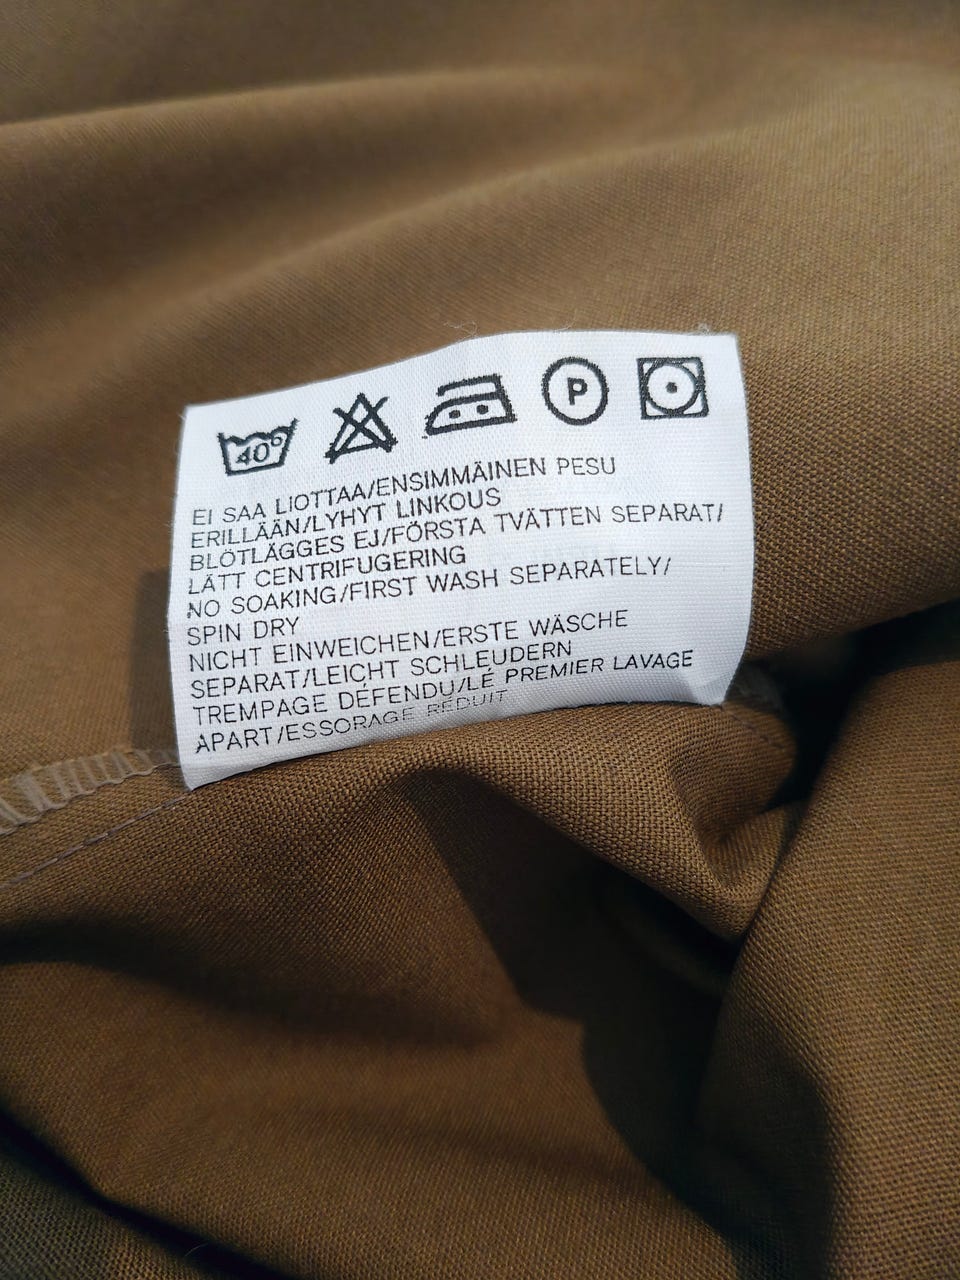 40° P
EI SAA LIOTTAA/ENSIMMÄINEN PESU
ERILLÄÄN/LYHYT LINKOUS
BLÖTLÄGGES EJ/FÖRSTA TVÄTTEN SEPARAT/
LÄTT CENTRIFUGERING
NO SOAKING/FIRST WASH SEPARATELY/
SPIN DRY
NICHT EINWEICHEN/ERSTE WÄSCHE
SEPARAT/LEICHT SCHLEUDERN
TREMPAGE DÉFENDU/LE PREMIER LAVAGE
APART/ESSORAGE REDUIT